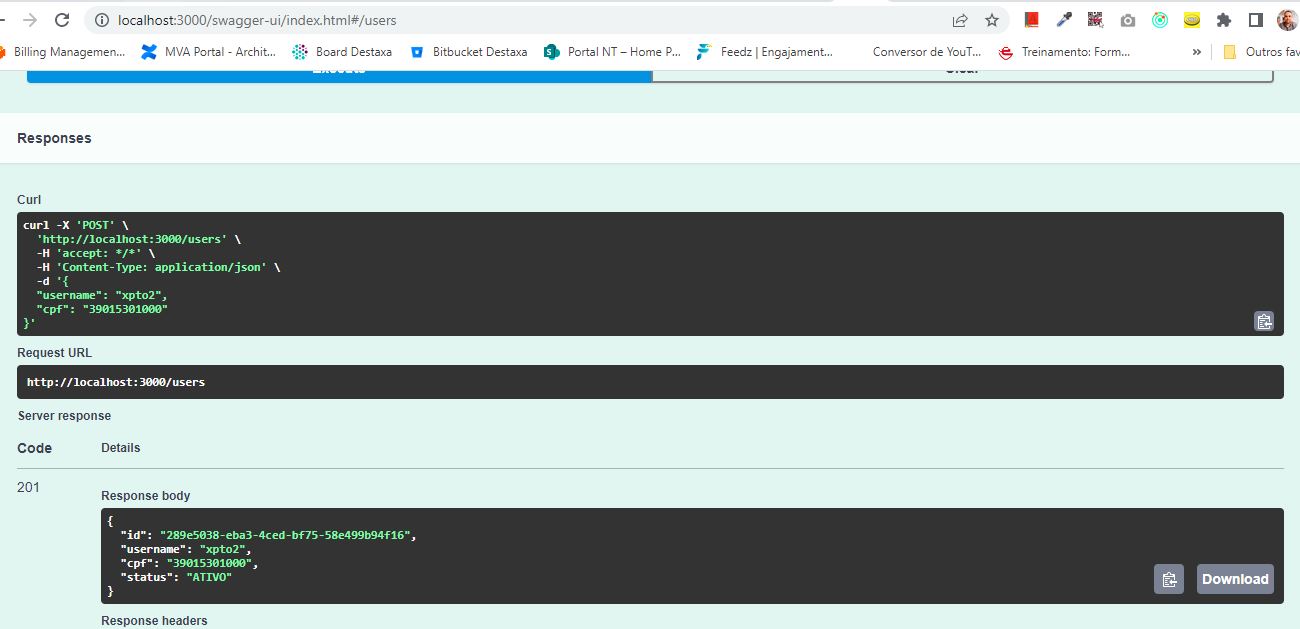 localhost:3000/swagger-ui/index.html#/users
Billing Managemen...
MVA Portal - Archit...
Board Destaxa
Bitbucket Destaxa
Portal NT – Home P...
Feedz | Engajament...
Conversor de YouT...
Treinamento: Form...
»
Outros fav
Execute
Clear
Responses
Curl
curl -X 'POST' \
'http://localhost:3000/users' \
-H 'accept: */*' \
-H 'Content-Type: application/json' \
-d '{
"username": "xpto2",
"cpf": "39015301000"
}'
Request URL
http://localhost:3000/users
Server response
Code Details
201
Response body
{
"id": "289e5038-eba3-4ced-bf75-58e499b94f16",
"username": "xpto2",
"cpf": "39015301000",
"status": "ATIVO"
}
Download
Response headers